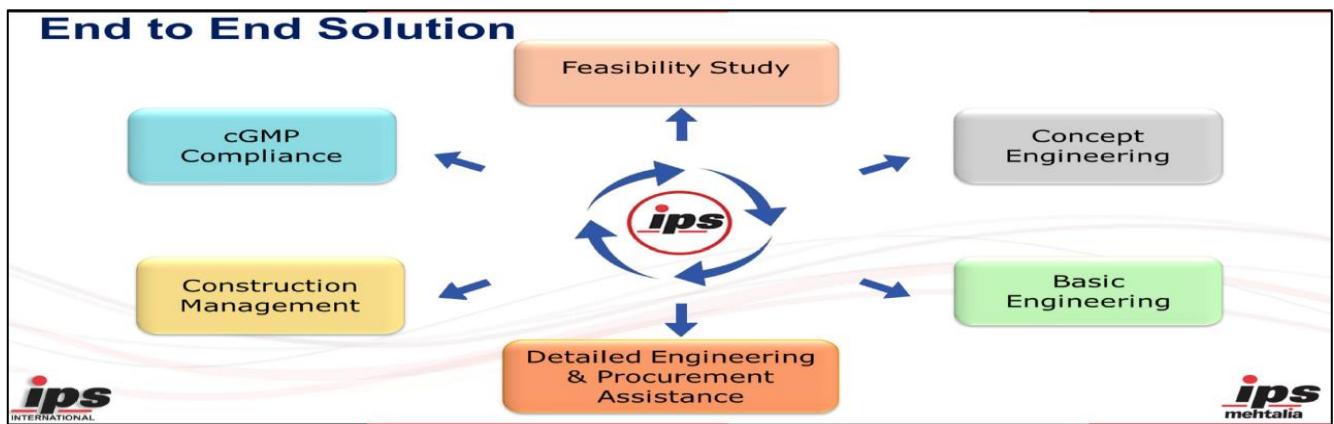 End to End Solution
Feasibility Study
cGMP
Compliance
Concept
Engineering
ips
Construction
Management
Basic
Engineering
Detailed Engineering
& Procurement
Assistance
ips
INTERNATIONAL
ips
mehtalia